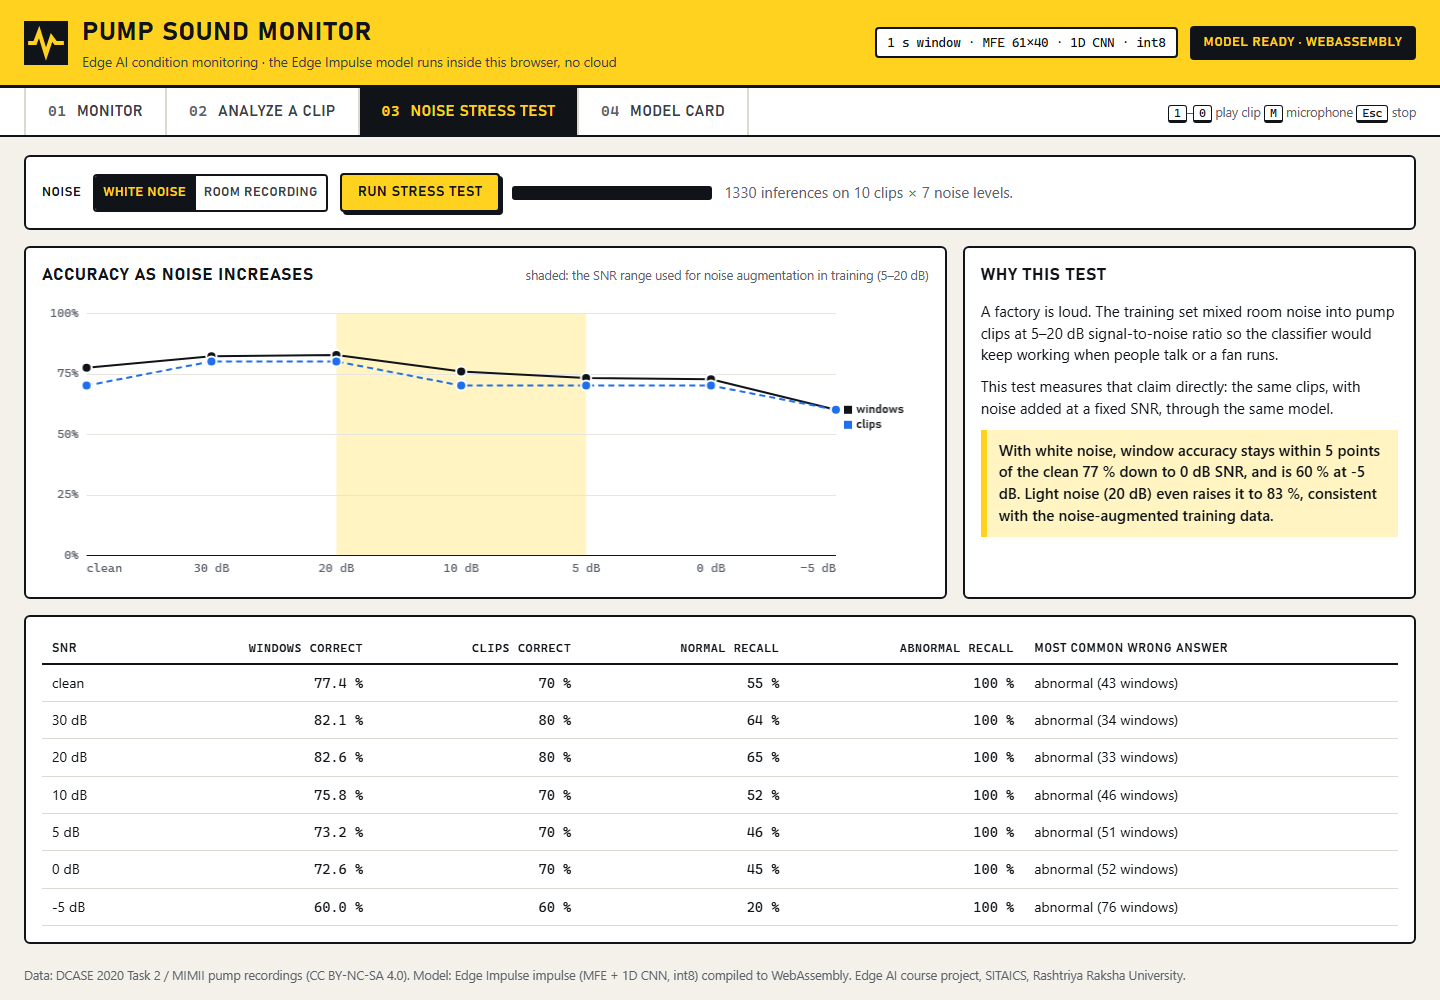 PUMP SOUND MONITOR
Edge AI condition monitoring · the Edge Impulse model runs inside this browser, no cloud
1 s window · MFE 61×40 · 1D CNN · int8
MODEL READY · WEBASSEMBLY
01 MONITOR
02 ANALYZE A CLIP
03 NOISE STRESS TEST
04 MODEL CARD
1–0 play clip M microphone Esc stop
NOISE
WHITE NOISE
ROOM RECORDING
RUN STRESS TEST
1330 inferences on 10 clips × 7 noise levels.
ACCURACY AS NOISE INCREASES
shaded: the SNR range used for noise augmentation in training (5–20 dB)
100%
75%
50%
25%
0%
clean 30 dB 20 dB 10 dB 5 dB 0 dB −5 dB
windows
clips
WHY THIS TEST
A factory is loud. The training set mixed room noise into pump
clips at 5–20 dB signal-to-noise ratio so the classifier would
keep working when people talk or a fan runs.
This test measures that claim directly: the same clips, with
noise added at a fixed SNR, through the same model.
With white noise, window accuracy stays within 5 points
of the clean 77 % down to 0 dB SNR, and is 60 % at -5
dB. Light noise (20 dB) even raises it to 83 %, consistent
with the noise-augmented training data.
SNR WINDOWS CORRECT CLIPS CORRECT NORMAL RECALL ABNORMAL RECALL MOST COMMON WRONG ANSWER
clean 77.4 % 70 % 55 % 100 % abnormal (43 windows)
30 dB 82.1 % 80 % 64 % 100 % abnormal (34 windows)
20 dB 82.6 % 80 % 65 % 100 % abnormal (33 windows)
10 dB 75.8 % 70 % 52 % 100 % abnormal (46 windows)
5 dB 73.2 % 70 % 46 % 100 % abnormal (51 windows)
0 dB 72.6 % 70 % 45 % 100 % abnormal (52 windows)
-5 dB 60.0 % 60 % 20 % 100 % abnormal (76 windows)
Data: DCASE 2020 Task 2 / MIMII pump recordings (CC BY-NC-SA 4.0). Model: Edge Impulse impulse (MFE + 1D CNN, int8) compiled to WebAssembly. Edge AI course project, SITAICS, Rashtriya Raksha University.